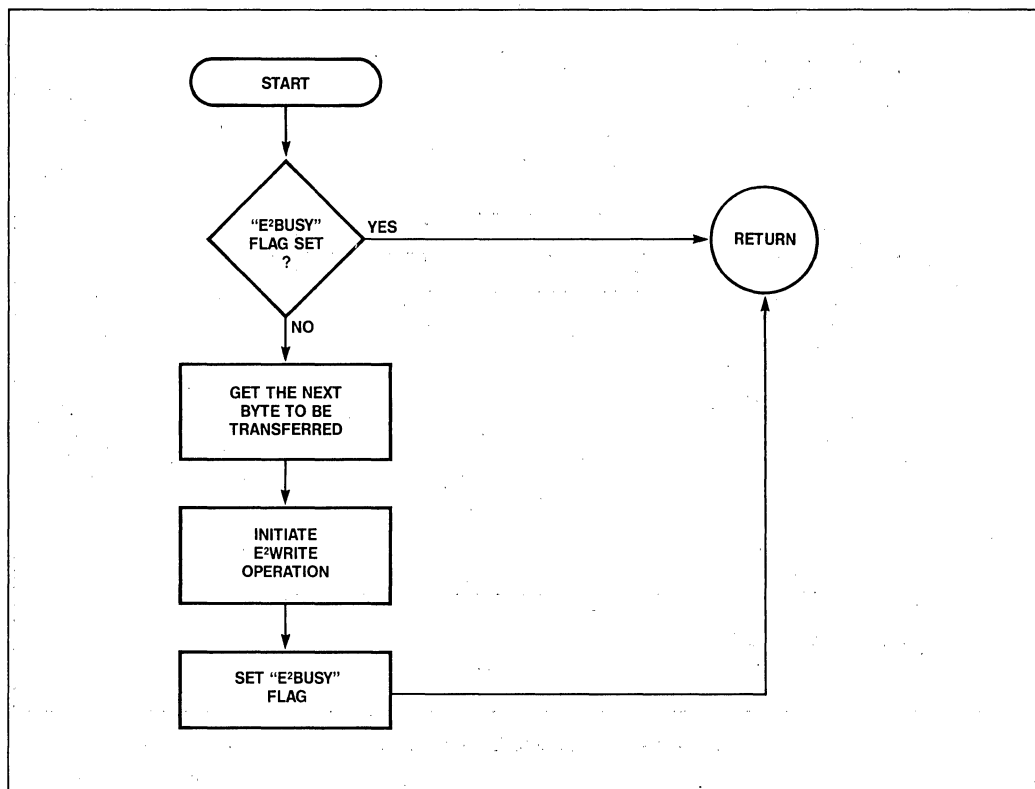 START
“E²BUSY”
FLAG SET
?
YES
RETURN
NO
GET THE NEXT
BYTE TO BE
TRANSFERRED
INITIATE
E²WRITE
OPERATION
SET “E²BUSY”
FLAG